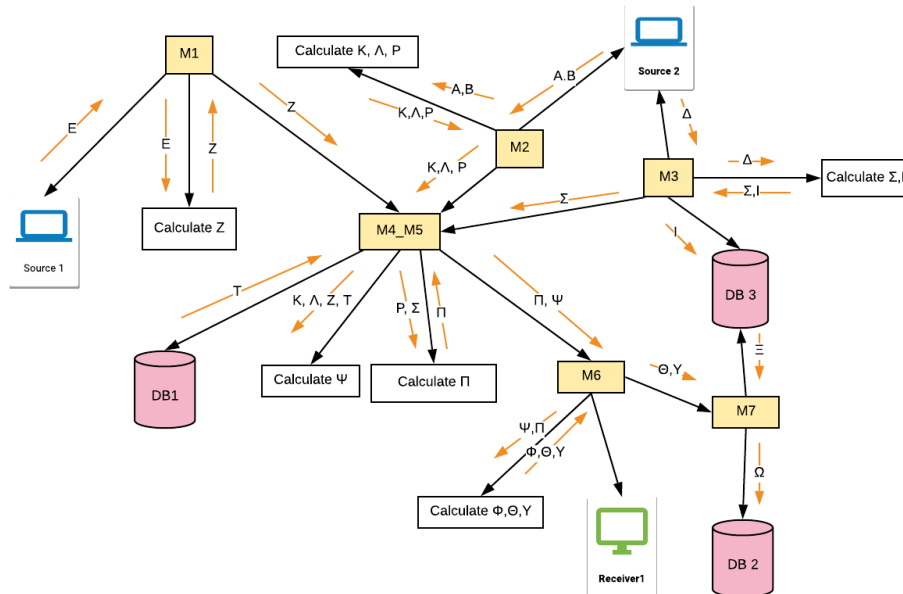 M1
Calculate Κ, Λ, Ρ
Source 2
Α.Β
Α,Β
Ε
Ζ
Κ,Λ,Ρ
Δ
Ε
Ζ
M2
Κ,Λ, Ρ
M3
Δ
Σ,Ι
Calculate Σ,Ι
Σ
Calculate Ζ
M4_M5
Ι
Source 1
Τ
Κ, Λ, Ζ, Τ
Ρ, Σ
Π
Π, Ψ
DB 3
Ξ
DB1
Calculate Ψ
Calculate Π
M6
Θ,Υ
M7
Ψ,Π
Φ,Θ,Υ
Ω
Calculate Φ,Θ,Υ
DB 2
Receiver1